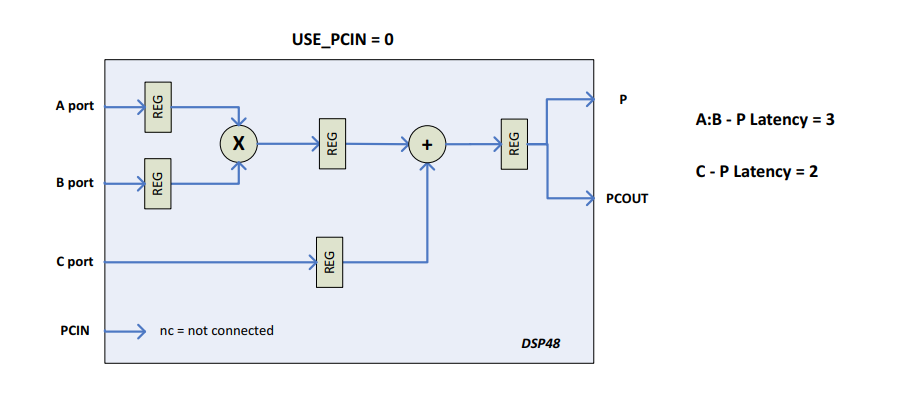 USE_PCIN = 0
A port
REG
X
REG
+
REG
P
A:B - P Latency = 3
B port
REG
C - P Latency = 2
PCOUT
C port
REG
PCIN
nc = not connected
DSP48